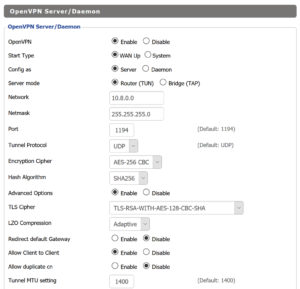 OpenVPN Server/Daemon
OpenVPN Server/Daemon
OpenVPN Enable Disable
Start Type WAN Up System
Config as Server Daemon
Server mode Router (TUN) Bridge (TAP)
Network 10.8.0.0
Netmask 255.255.255.0
Port 1194 (Default: 1194)
Tunnel Protocol UDP (Default: UDP)
Encryption Cipher AES-256 CBC
Hash Algorithm SHA256
Advanced Options Enable Disable
TLS Cipher TLS-RSA-WITH-AES-128-CBC-SHA
LZO Compression Adaptive
Redirect default Gateway Enable Disable
Allow Client to Client Enable Disable
Allow duplicate cn Enable Disable
Tunnel MTU setting 1400 (Default: 1400)